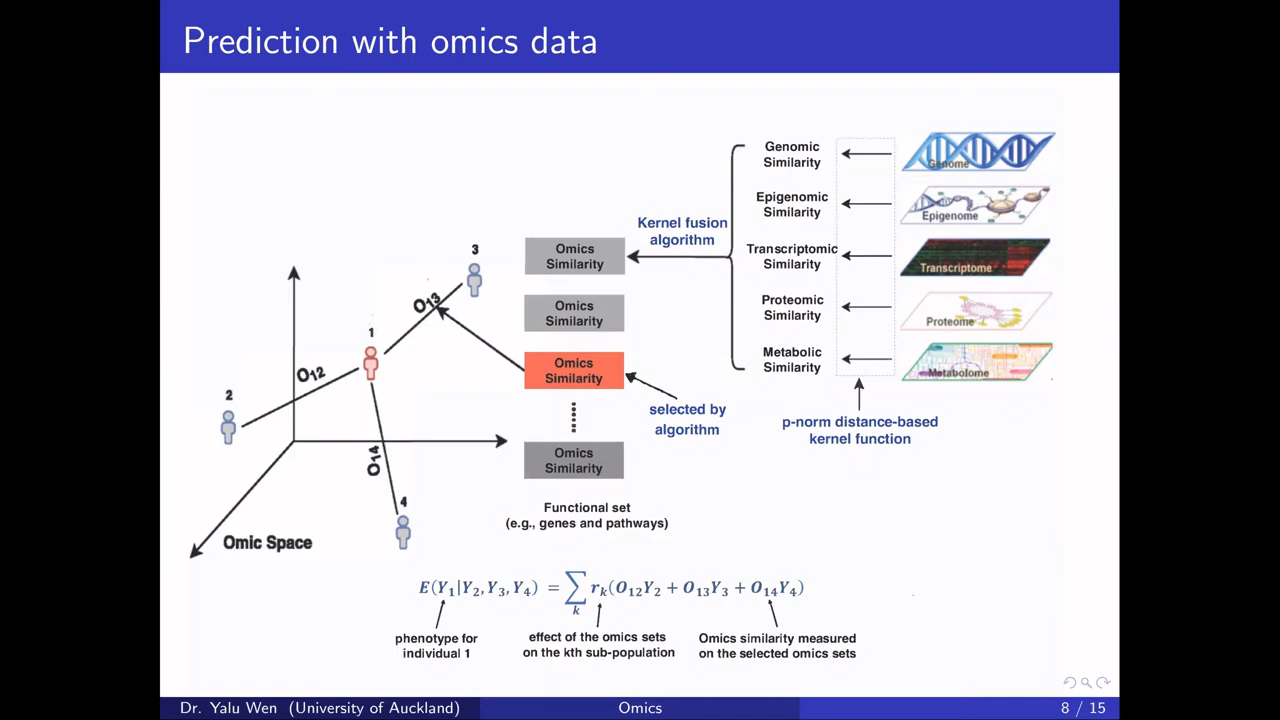 Prediction with omics data
Genomic
Similarity
Genome
Epigenomic
Similarity
Epigenome
Kernel fusion
algorithm
Transcriptomic
Similarity
Transcriptome
Proteomic
Similarity
Proteome
Metabolic
Similarity
Metabolome
p-norm distance-based
kernel function
Omics
Similarity
Omics
Similarity
Omics
Similarity
Omics
Similarity
selected by
algorithm
Functional set
(e.g., genes and pathways)
3
O13
1
O12
2
O14
4
Omic Space
E(Y₁|Y₂,Y₃,Y₄) = ∑ₖ rₖ(O₁₂Y₂ + O₁₃Y₃ + O₁₄Y₄)
phenotype for
individual 1
effect of the omics sets
on the kth sub-population
Omics similarity measured
on the selected omics sets
Dr. Yalu Wen (University of Auckland)
Omics
8 / 15